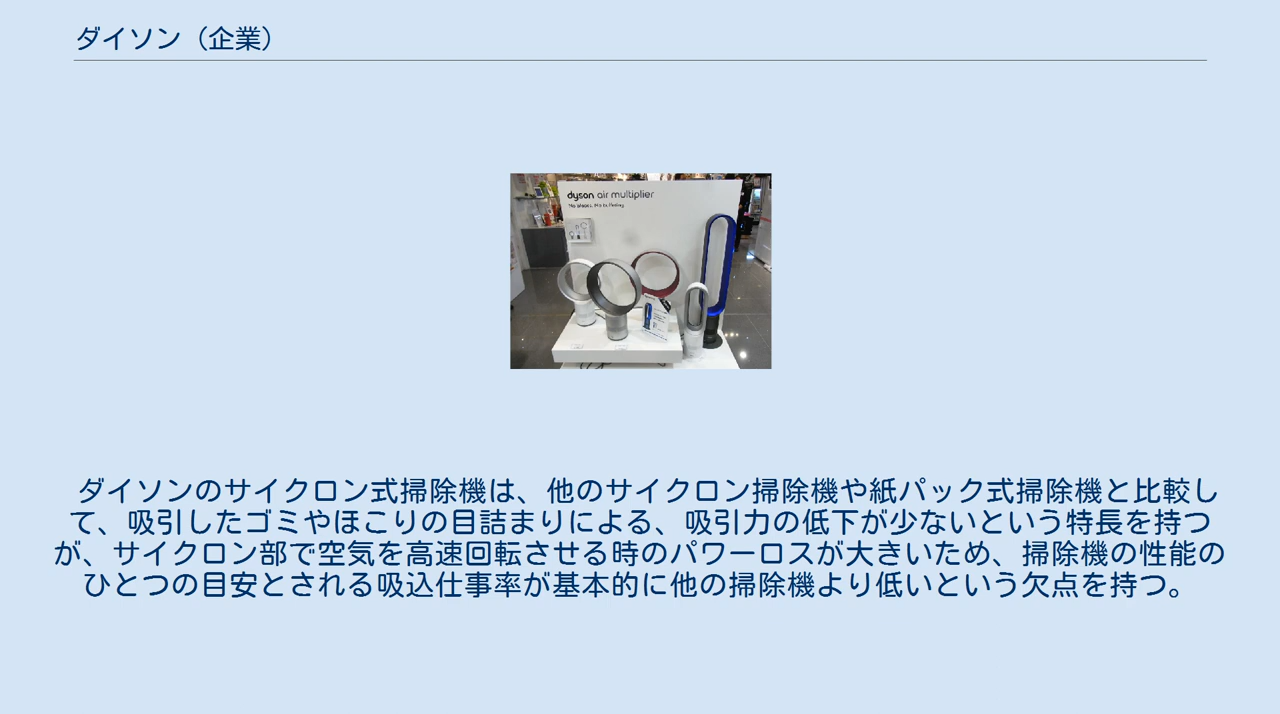 ダイソン（企業）
dyson air multiplier
ダイソンのサイクロン式掃除機は、他のサイクロン掃除機や紙パック式掃除機と比較し
て、吸引したゴミやほこりの目詰まりによる、吸引力の低下が少ないという特長を持つ
が、サイクロン部で空気を高速回転させる時のパワーロスが大きいため、掃除機の性能の
ひとつの目安とされる吸込仕事率が基本的に他の掃除機より低いという欠点を持つ。